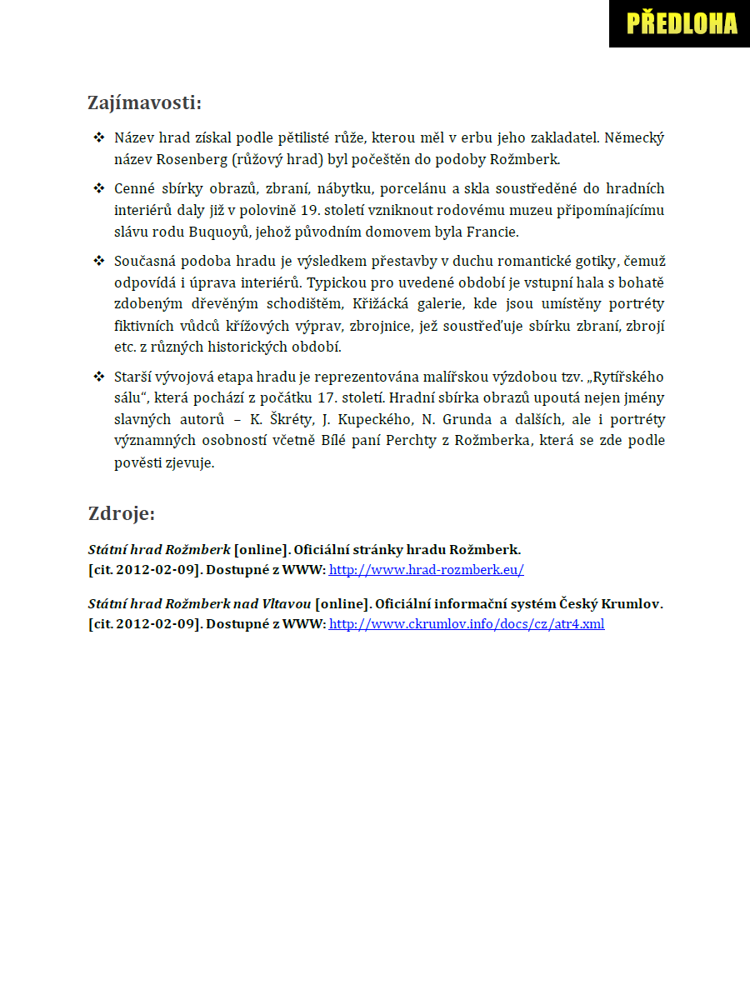 PŘEDLOHA
Zajímavosti:
❖ Název hrad získal podle pětilisté růže, kterou měl v erbu jeho zakladatel. Německý
název Rosenberg (růžový hrad) byl počeštěn do podoby Rožmberk.
❖ Cenné sbírky obrazů, zbraní, nábytku, porcelánu a skla soustředěné do hradních
interiérů daly již v polovině 19. století vzniknout rodovému muzeu připomínajícímu
slávu rodu Buquoyů, jehož původním domovem byla Francie.
❖ Současná podoba hradu je výsledkem přestavby v duchu romantické gotiky, čemuž
odpovídá i úprava interiérů. Typickou pro uvedené období je vstupní hala s bohatě
zdobeným dřevěným schodištěm, Křižácká galerie, kde jsou umístěny portréty
fiktivních vůdců křížových výprav, zbrojnice, jež soustřeďuje sbírku zbraní, zbrojí
etc. z různých historických období.
❖ Starší vývojová etapa hradu je reprezentována malířskou výzdobou tzv. „Rytířského
sálu“, která pochází z počátku 17. století. Hradní sbírka obrazů upoutá nejen jmény
slavných autorů – K. Škréty, J. Kupeckého, N. Grunda a dalších, ale i portréty
významných osobností včetně Bílé paní Perchty z Rožmberka, která se zde podle
pověsti zjevuje.
Zdroje:
Státní hrad Rožmberk [online]. Oficiální stránky hradu Rožmberk.
[cit. 2012-02-09]. Dostupné z WWW: http://www.hrad-rozmberk.eu/
Státní hrad Rožmberk nad Vltavou [online]. Oficiální informační systém Český Krumlov.
[cit. 2012-02-09]. Dostupné z WWW: http://www.ckrumlov.info/docs/cz/atr4.xml